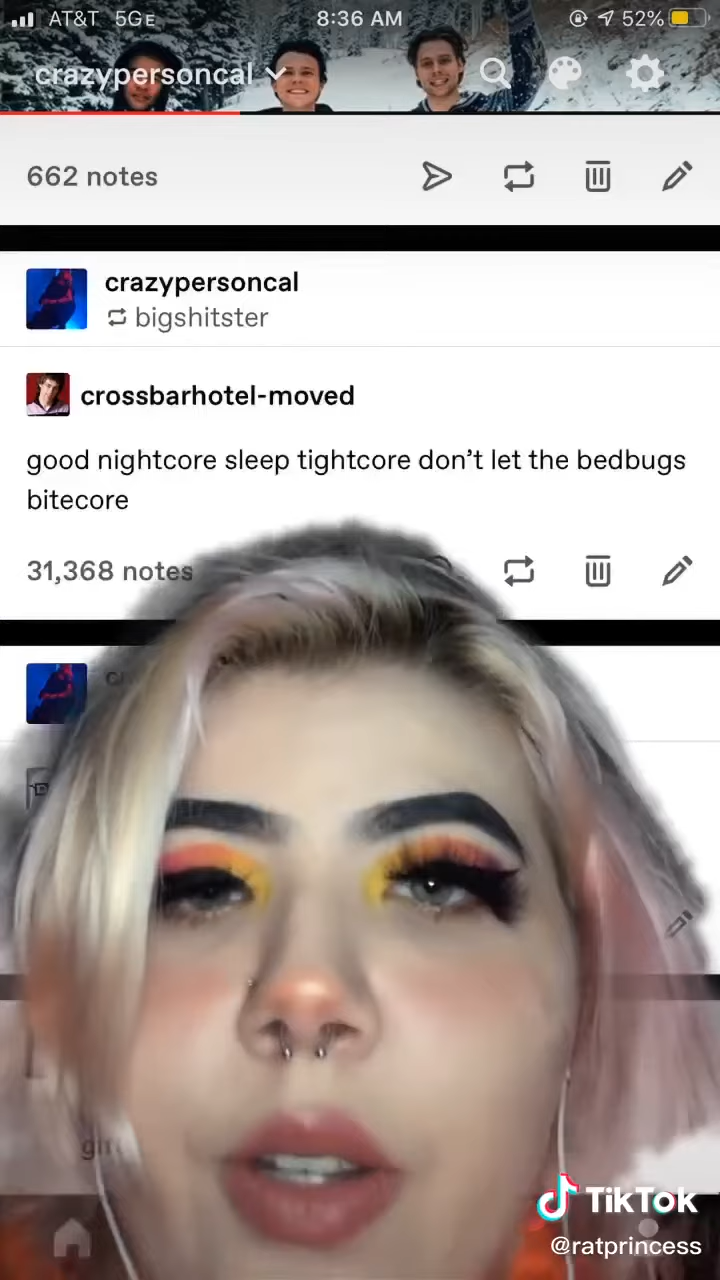 AT&T 5GE 8:36 AM 52%
crazypersoncal
662 notes
crazypersoncal
bigshitster
crossbarhotel-moved
good nightcore sleep tightcore don’t let the bedbugs
bitecore
31,368 notes
TikTok
@ratprincess